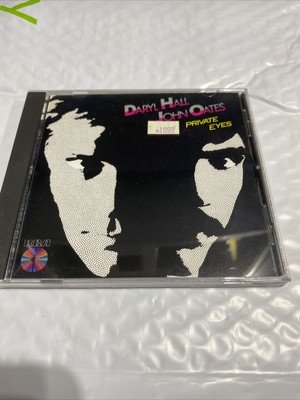 DARYL HALL
JOHN OATES
PRIVATE EYES
RCA